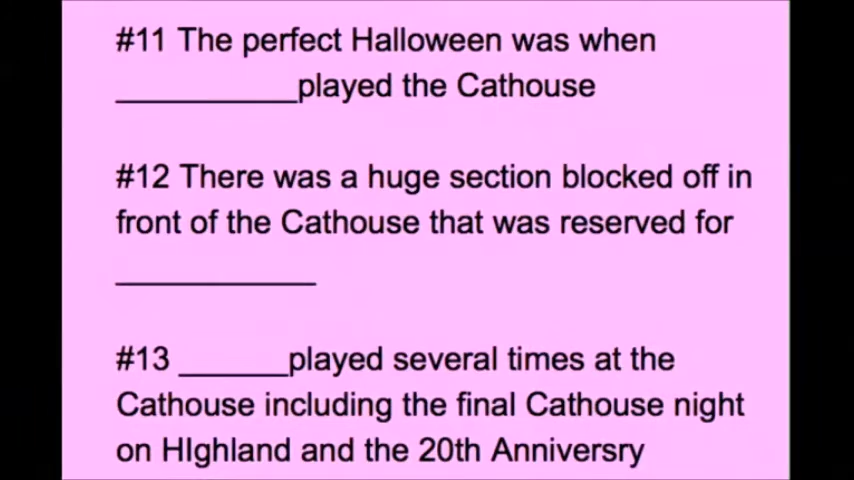 #11 The perfect Halloween was when
__________played the Cathouse
#12 There was a huge section blocked off in
front of the Cathouse that was reserved for
___________
#13 ______played several times at the
Cathouse including the final Cathouse night
on HIghland and the 20th Anniversry